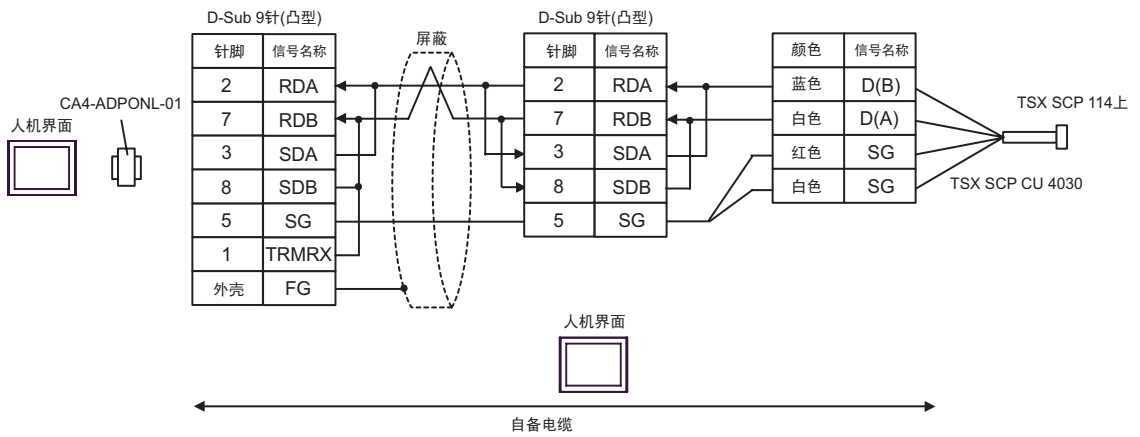 D-Sub 9针(凸型)
针脚 信号名称
2 RDA
7 RDB
3 SDA
8 SDB
5 SG
1 TRMRX
外壳 FG
CA4-ADPONL-01
人机界面
屏蔽
D-Sub 9针(凸型)
针脚 信号名称
2 RDA
7 RDB
3 SDA
8 SDB
5 SG
颜色 信号名称
蓝色 D(B)
白色 D(A)
红色 SG
白色 SG
TSX SCP 114上
TSX SCP CU 4030
人机界面
自备电缆